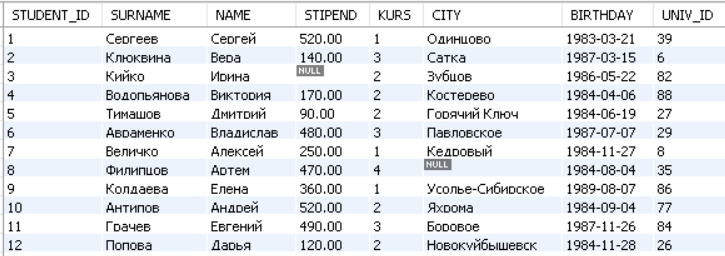 STUDENT_ID SURNAME NAME STIPEND KURS CITY BIRTHDAY UNIV_ID
1 Сергеев Сергей 520.00 1 Одинцово 1983-03-21 39
2 Клюквина Вера 140.00 3 Сатка 1987-03-15 6
3 Кийко Ирина NULL 2 Зубцов 1986-05-22 82
4 Водопьянова Виктория 170.00 2 Костерево 1984-04-06 88
5 Тимашов Дмитрий 90.00 2 Горячий Ключ 1984-06-19 27
6 Авраменко Владислав 480.00 3 Павловское 1987-07-07 29
7 Величко Алексей 250.00 1 Кедровый 1984-11-27 8
8 Филипцов Артем 470.00 4 NULL 1984-08-04 35
9 Колдаева Елена 360.00 1 Усолье-Сибирское 1989-08-07 86
10 Антипов Андрей 520.00 2 Яхрома 1984-09-04 77
11 Грачев Евгений 490.00 3 Боровое 1987-11-26 84
12 Попова Дарья 120.00 2 Новокуйбышевск 1984-11-28 26